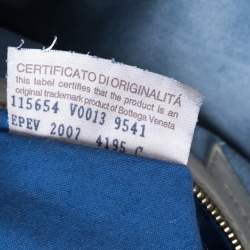 CERTIFICATO DI ORIGINALITÁ
this label certifies that the product is an
original trademark product of Bottega Veneta
115654 V0013 9541
EPEV 2007 4195 C